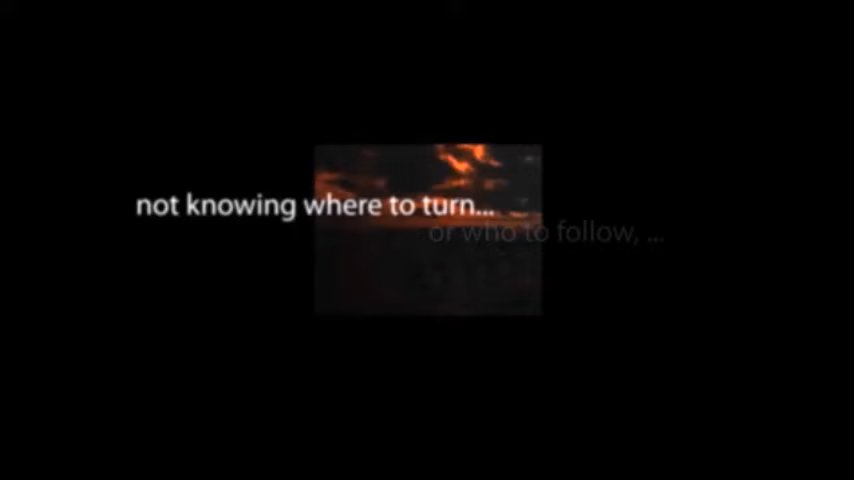 not knowing where to turn...
or who to follow, ...